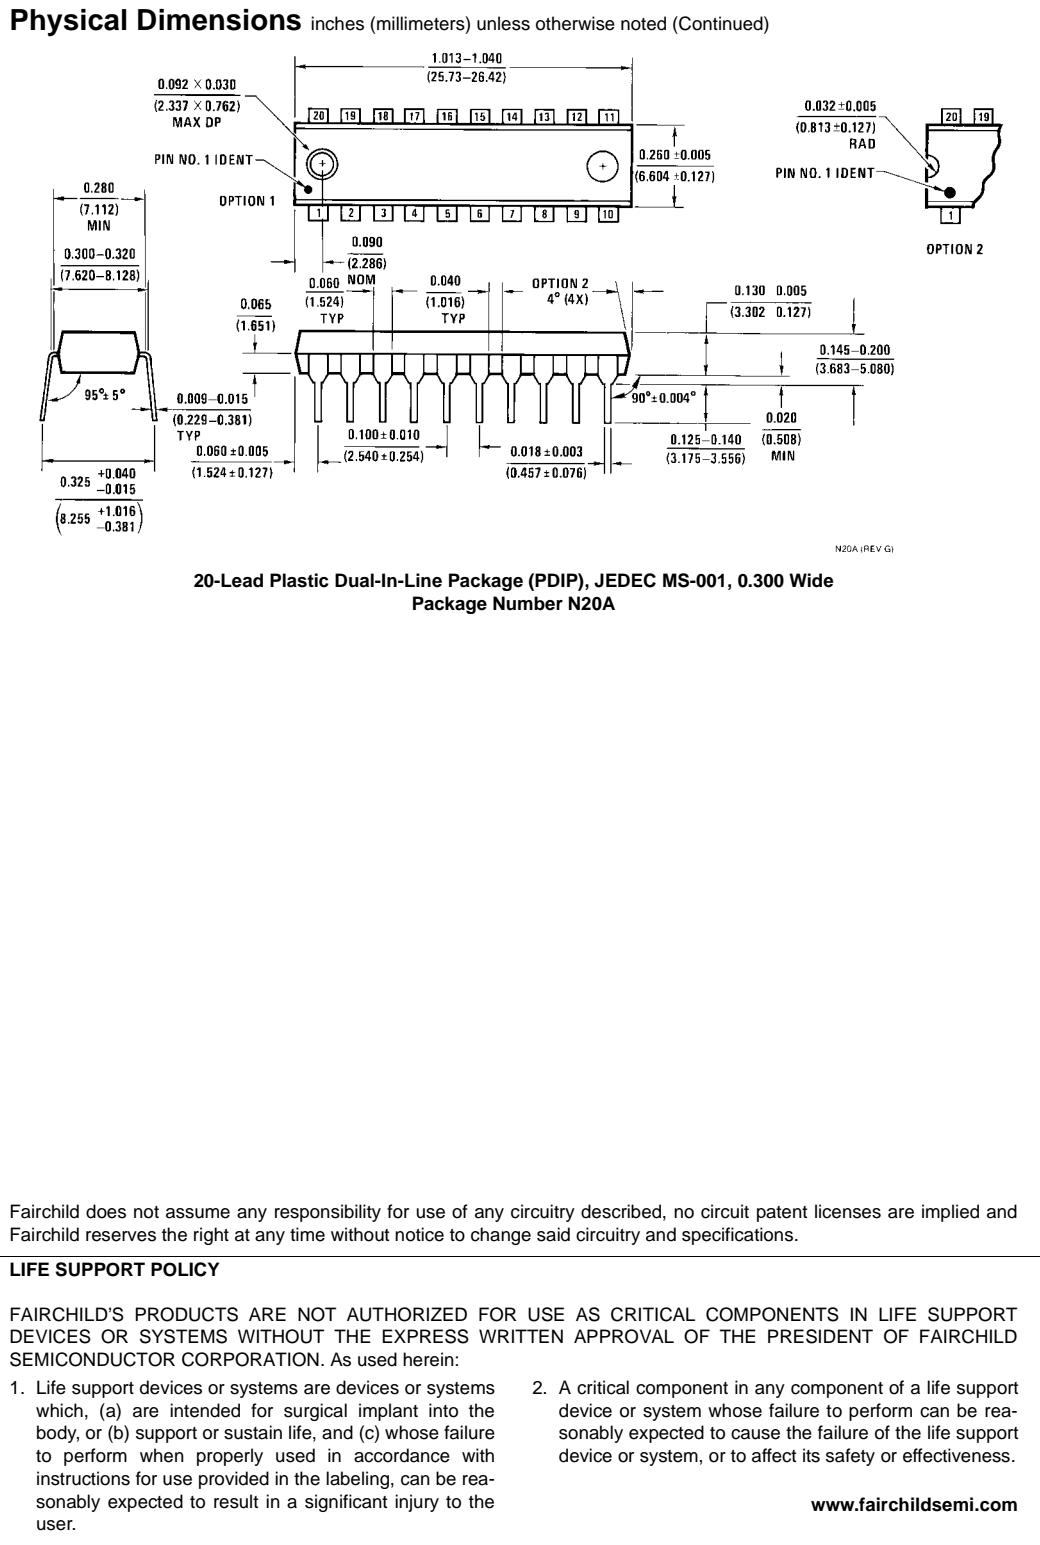 Physical Dimensions inches (millimeters) unless otherwise noted (Continued)
1.013–1.040
(25.73–26.42)
0.092 × 0.030
(2.337 × 0.762)
MAX DP
PIN NO. 1 IDENT
OPTION 1
20 19 18 17 16 15 14 13 12 11
1 2 3 4 5 6 7 8 9 10
0.260 ±0.005
(6.604 ±0.127)
0.032 ±0.005
(0.813 ±0.127)
RAD
PIN NO. 1 IDENT
20 19
1
OPTION 2
0.280
(7.112)
MIN
0.300–0.320
(7.620–8.128)
0.090
(2.286)
NOM
0.060
(1.524)
TYP
0.040
(1.016)
TYP
OPTION 2
4° (4X)
0.065
(1.651)
0.130 0.005
(3.302 0.127)
0.145–0.200
(3.683–5.080)
95°± 5°
0.009–0.015
(0.229–0.381)
TYP
90°±0.004°
0.020
(0.508)
MIN
0.125–0.140
(3.175–3.556)
0.100±0.010
(2.540 ±0.254)
0.060 ±0.005
(1.524 ±0.127)
0.018 ±0.003
(0.457 ±0.076)
0.325 +0.040 –0.015
(8.255 +1.016 –0.381)
N20A (REV G)
20-Lead Plastic Dual-In-Line Package (PDIP), JEDEC MS-001, 0.300 Wide
Package Number N20A
Fairchild does not assume any responsibility for use of any circuitry described, no circuit patent licenses are implied and
Fairchild reserves the right at any time without notice to change said circuitry and specifications.
LIFE SUPPORT POLICY
FAIRCHILD'S PRODUCTS ARE NOT AUTHORIZED FOR USE AS CRITICAL COMPONENTS IN LIFE SUPPORT
DEVICES OR SYSTEMS WITHOUT THE EXPRESS WRITTEN APPROVAL OF THE PRESIDENT OF FAIRCHILD
SEMICONDUCTOR CORPORATION. As used herein:
1. Life support devices or systems are devices or systems
which, (a) are intended for surgical implant into the
body, or (b) support or sustain life, and (c) whose failure
to perform when properly used in accordance with
instructions for use provided in the labeling, can be rea-
sonably expected to result in a significant injury to the
user.
2. A critical component in any component of a life support
device or system whose failure to perform can be rea-
sonably expected to cause the failure of the life support
device or system, or to affect its safety or effectiveness.
www.fairchildsemi.com